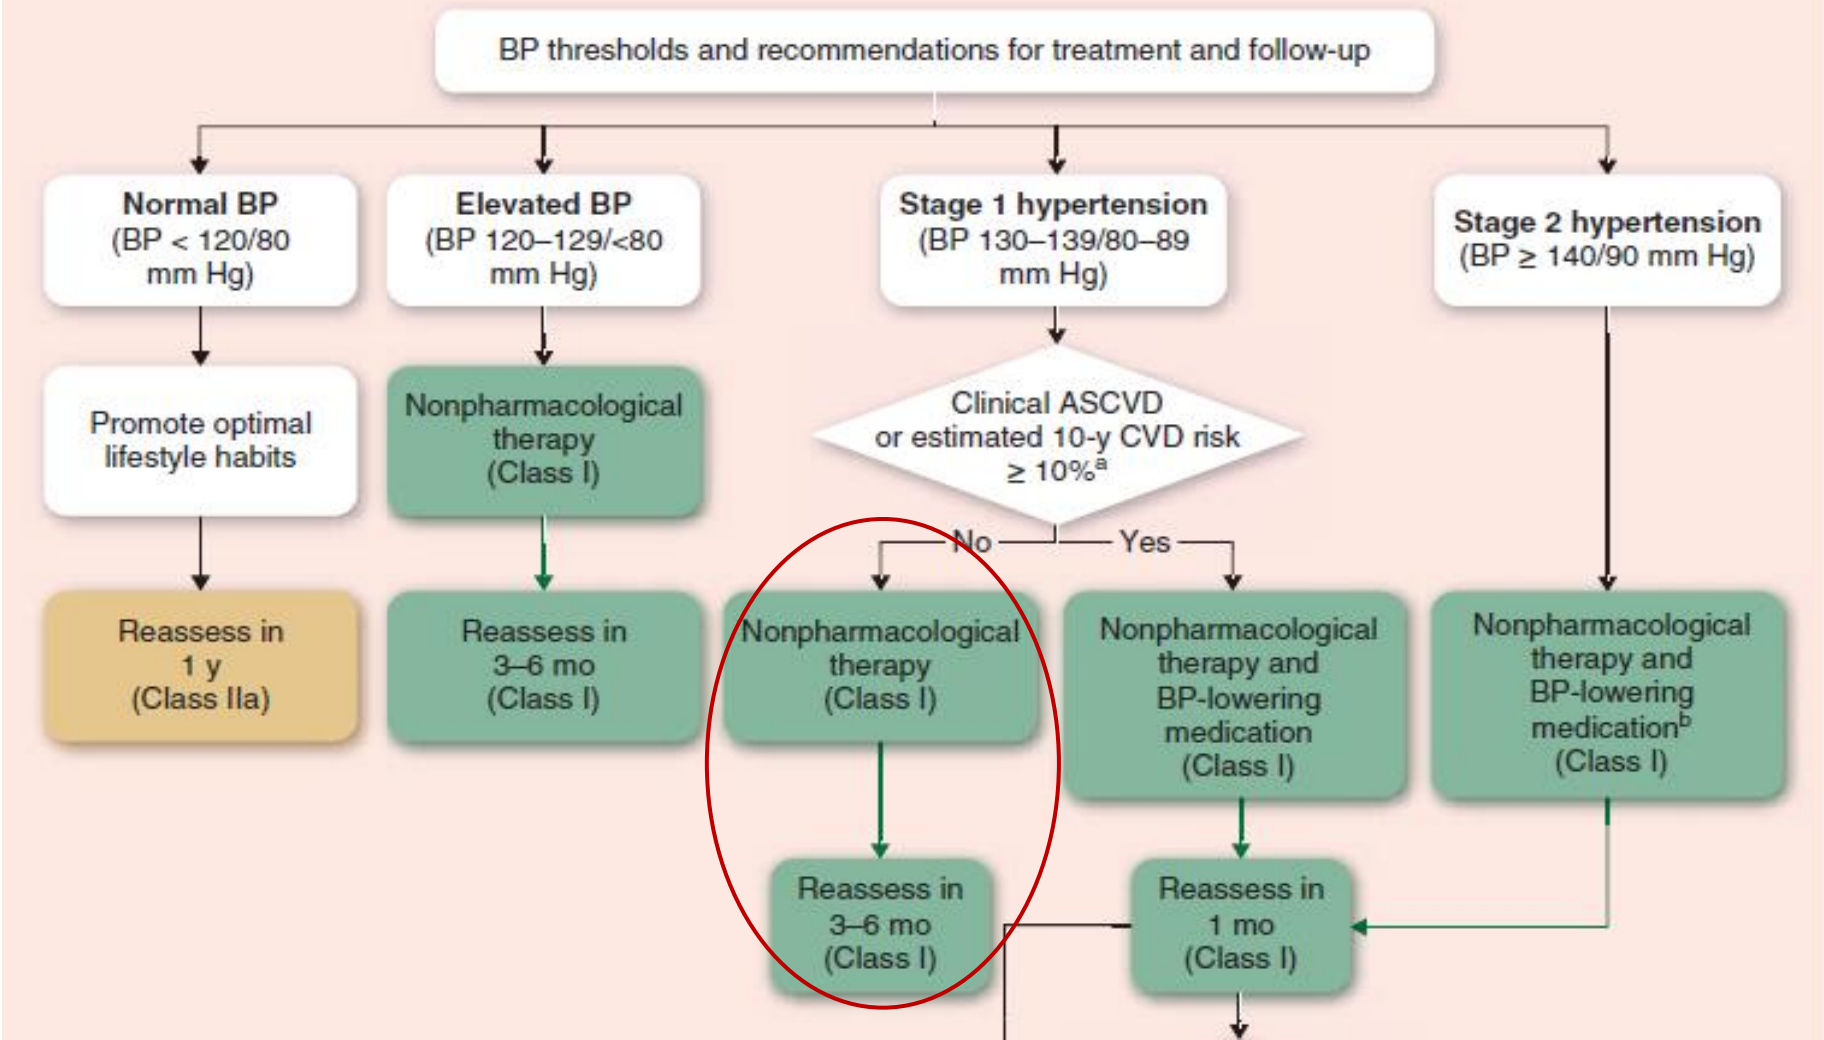 BP thresholds and recommendations for treatment and follow-up
Normal BP
(BP < 120/80
mm Hg)
Elevated BP
(BP 120–129/<80
mm Hg)
Stage 1 hypertension
(BP 130–139/80–89
mm Hg)
Stage 2 hypertension
(BP ≥ 140/90 mm Hg)
Promote optimal
lifestyle habits
Nonpharmacological
therapy
(Class I)
Clinical ASCVD
or estimated 10-y CVD risk
≥ 10%ᵃ
No
Yes
Reassess in
1 y
(Class IIa)
Reassess in
3–6 mo
(Class I)
Nonpharmacological
therapy
(Class I)
Nonpharmacological
therapy and
BP-lowering
medication
(Class I)
Nonpharmacological
therapy and
BP-lowering
medicationᵇ
(Class I)
Reassess in
3–6 mo
(Class I)
Reassess in
1 mo
(Class I)